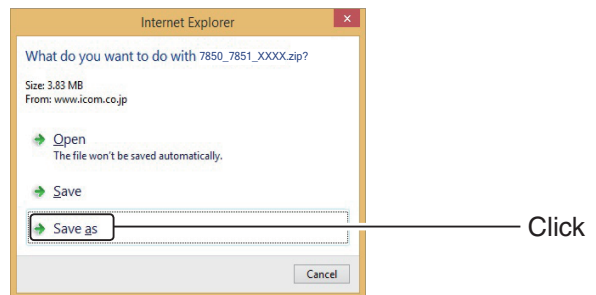 Internet Explorer
What do you want to do with 7850_7851_XXXX.zip?
Size: 3.83 MB
From: www.icom.co.jp
Open
The file won't be saved automatically.
Save
Save as
Click
Cancel